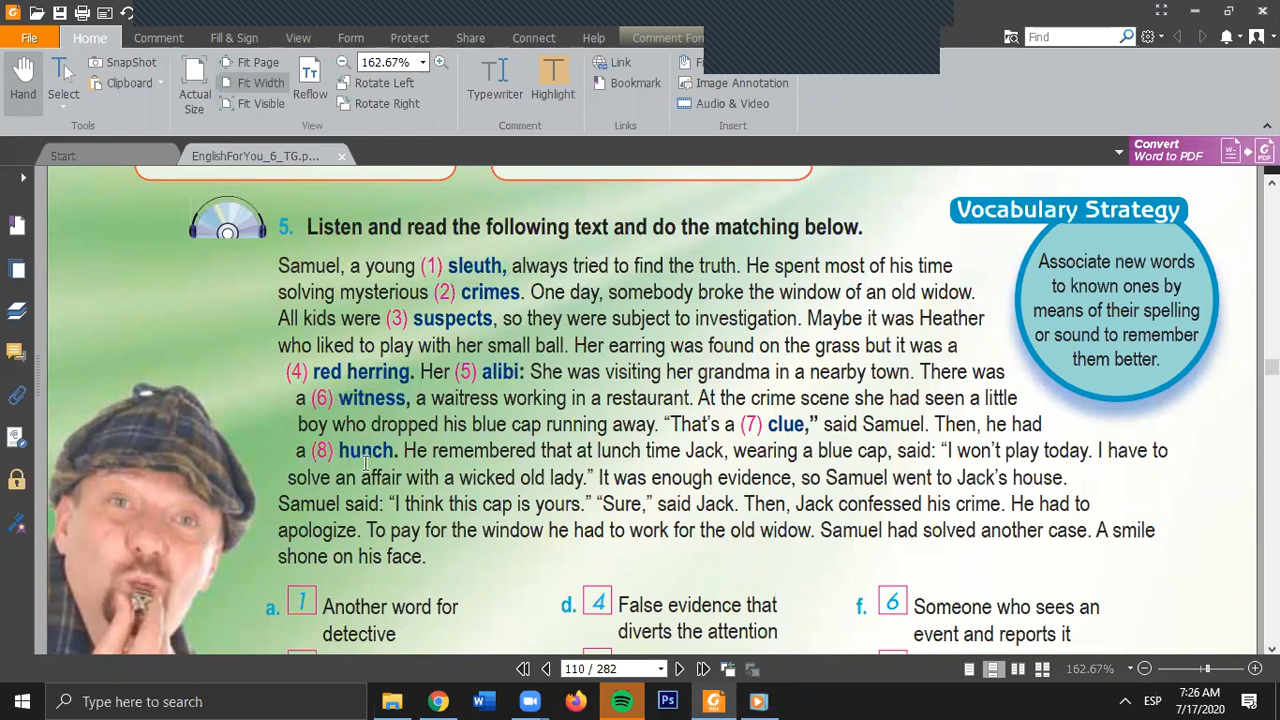 File Home Comment Fill & Sign View Form Protect Share Connect Help Comment For Find
Hand Select SnapShot Clipboard Actual Size Fit Page Fit Width Fit Visible Reflow 162.67% Rotate Left Rotate Right Typewriter Highlight Link Bookmark Image Annotation Audio & Video
Tools View Comment Links Insert
Start EnglishForYou_6_TG.p... Convert Word to PDF
5. Listen and read the following text and do the matching below.
Samuel, a young (1) sleuth, always tried to find the truth. He spent most of his time
solving mysterious (2) crimes. One day, somebody broke the window of an old widow.
All kids were (3) suspects, so they were subject to investigation. Maybe it was Heather
who liked to play with her small ball. Her earring was found on the grass but it was a
(4) red herring. Her (5) alibi: She was visiting her grandma in a nearby town. There was
a (6) witness, a waitress working in a restaurant. At the crime scene she had seen a little
boy who dropped his blue cap running away. “That's a (7) clue,” said Samuel. Then, he had
a (8) hunch. He remembered that at lunch time Jack, wearing a blue cap, said: “I won't play today. I have to
solve an affair with a wicked old lady.” It was enough evidence, so Samuel went to Jack's house.
Samuel said: “I think this cap is yours.” “Sure,” said Jack. Then, Jack confessed his crime. He had to
apologize. To pay for the window he had to work for the old widow. Samuel had solved another case. A smile
shone on his face.
Vocabulary Strategy
Associate new words
to known ones by
means of their spelling
or sound to remember
them better.
a. 1 Another word for
detective
d. 4 False evidence that
diverts the attention
f. 6 Someone who sees an
event and reports it
110 / 282 162.67%
Type here to search ESP 7:26 AM
7/17/2020